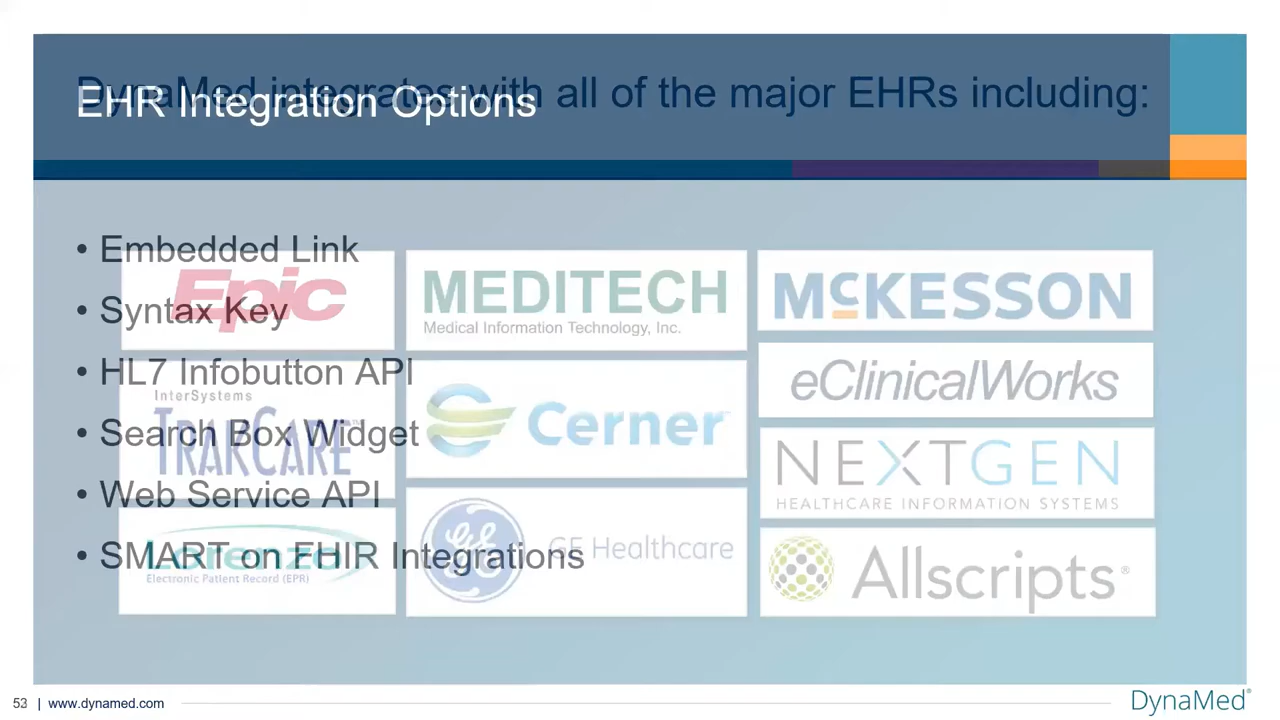 DynaMed integrates with all of the major EHRs including:
EHR Integration Options
• Embedded Link
• Syntax Key
• HL7 Infobutton API
• Search Box Widget
• Web Service API
• SMART on FHIR Integrations
Epic
MEDITECH
Medical Information Technology, Inc.
McKESSON
InterSystems
TRAKCARE
Cerner
eClinicalWorks
NEXTGEN
HEALTHCARE INFORMATION SYSTEMS
Lorenzo
Electronic Patient Record (EPR)
GE Healthcare
Allscripts®
53 | www.dynamed.com
DynaMed®